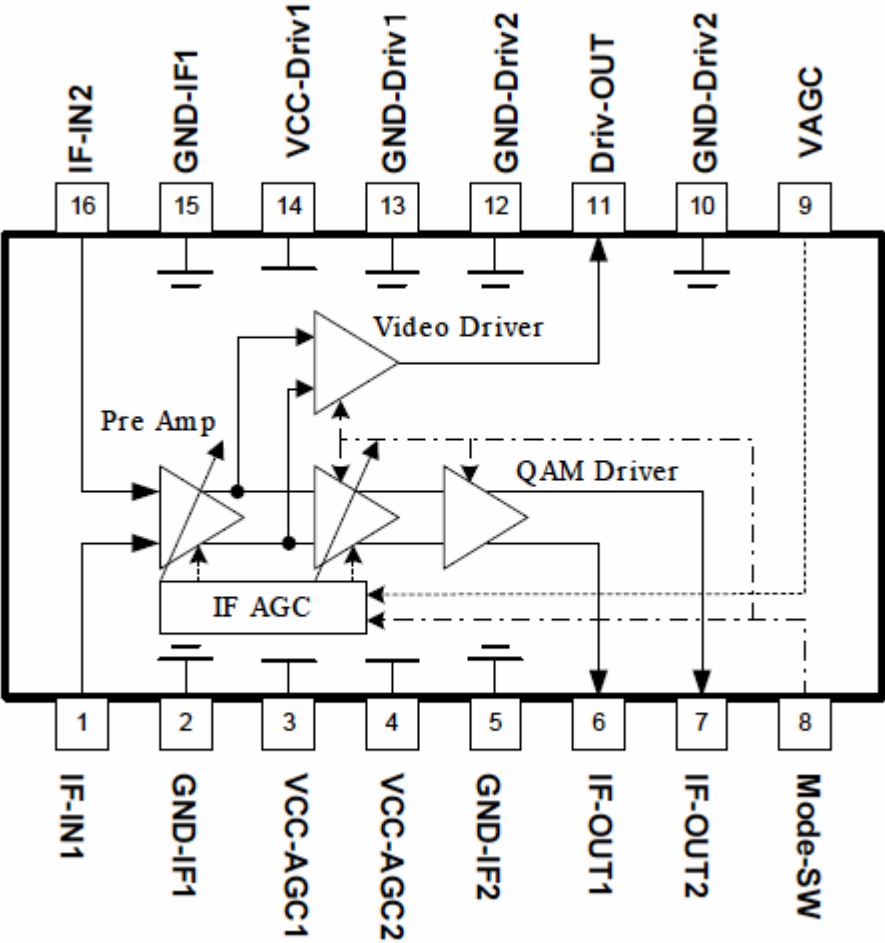 IF-IN2
GND-IF1
VCC-Driv1
GND-Driv1
GND-Driv2
Driv-OUT
GND-Driv2
VAGC
16
15
14
13
12
11
10
9
Video Driver
Pre Amp
QAM Driver
IF AGC
1
2
3
4
5
6
7
8
IF-IN1
GND-IF1
VCC-AGC1
VCC-AGC2
GND-IF2
IF-OUT1
IF-OUT2
Mode-SW